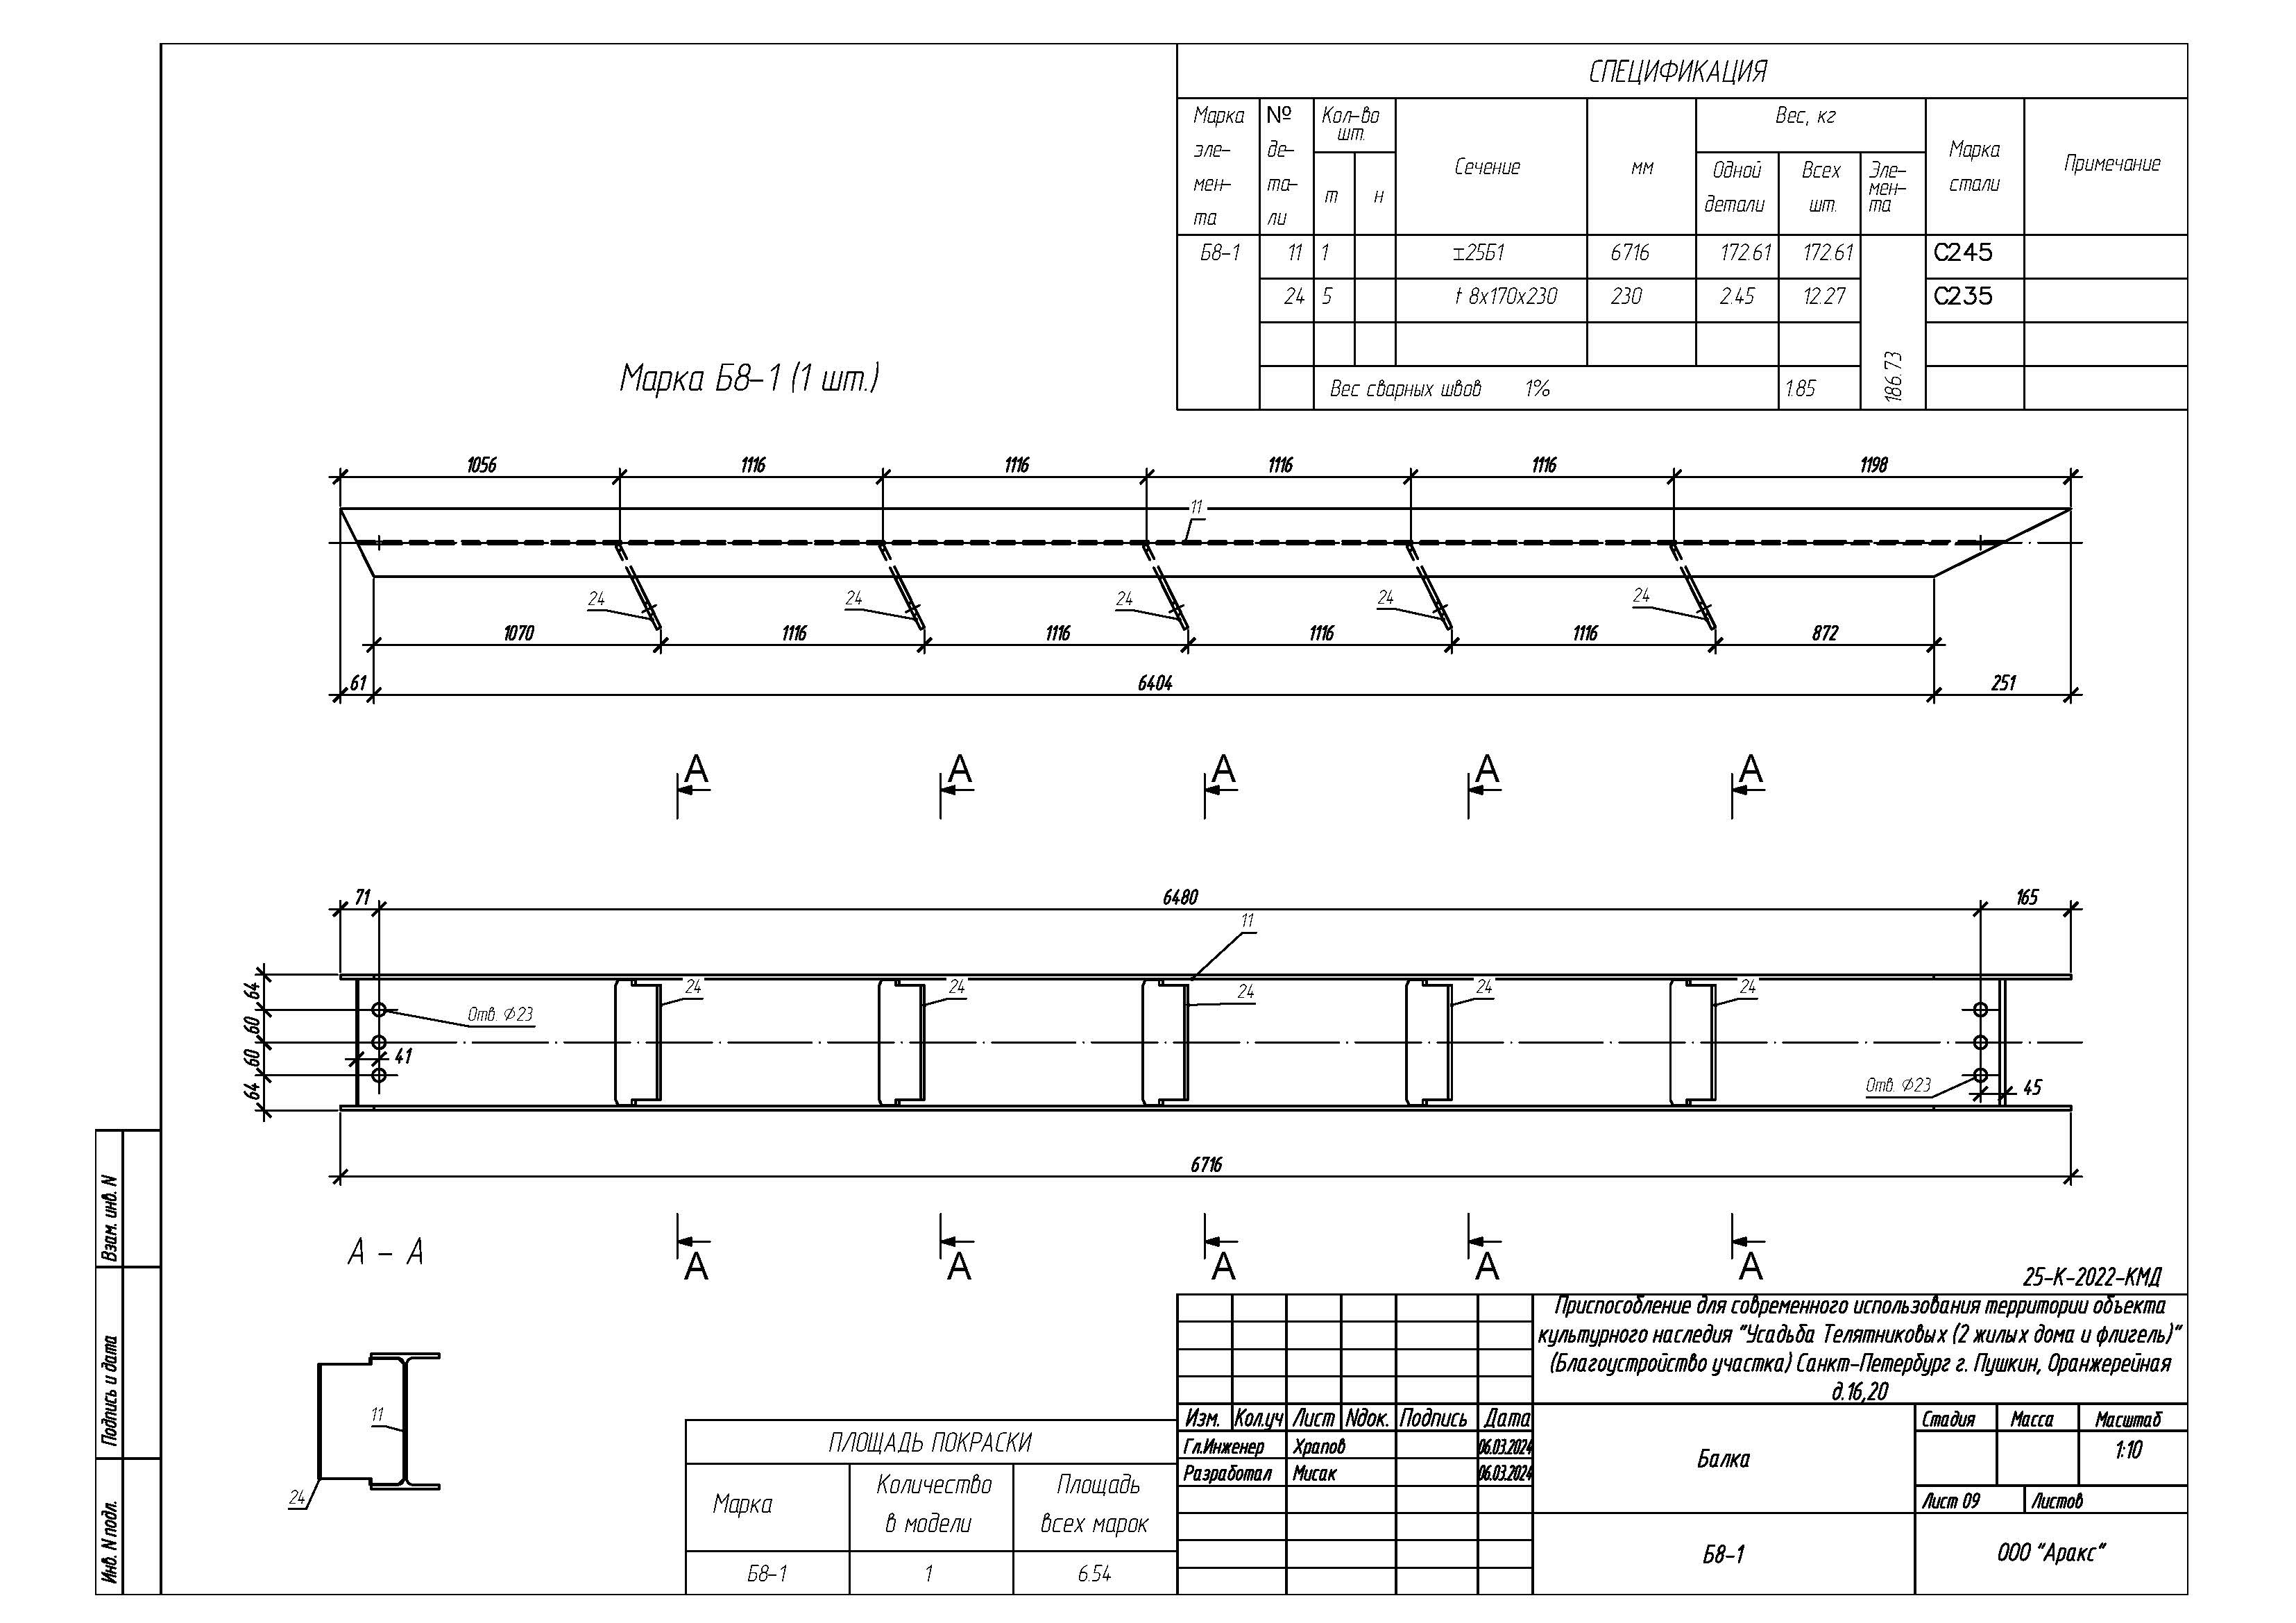 СПЕЦИФИКАЦИЯ
Марка эле- мен- та
№ де- та- ли
Кол-во шт.
т н
Сечение
мм
Вес, кг
Одной детали
Всех шт.
Эле- мен- та
Марка стали
Примечание
Б8-1 11 1 ⌶25Б1 6716 172.61 172.61 С245
24 5 t 8x170x230 230 2.45 12.27 С235
186.73
Вес сварных швов 1% 1.85
Марка Б8-1 (1 шт.)
1056 1116 1116 1116 1116 1198
11
24 24 24 24 24
1070 1116 1116 1116 1116 872
61 6404 251
А А А А А
71 6480 165
11
24 24 24 24 24
64 60 60 64
Отв. Ф23
41
Отв. Ф23
45
6716
А А А А А
А - А
11
24
Взам. инв. N
Подпись и дата
Инв. N подл.
ПЛОЩАДЬ ПОКРАСКИ
Марка
Количество в модели
Площадь всех марок
Б8-1 1 6.54
25-К-2022-КМД
Приспособление для современного использования территории объекта
культурного наследия "Усадьба Телятниковых (2 жилых дома и флигель)"
(Благоустройство участка) Санкт-Петербург г. Пушкин, Оранжерейная
д.16,20
Изм. Кол.уч Лист Nдок. Подпись Дата
Гл.Инженер Храпов 06.03.2024
Разработал Мисак 06.03.2024
Балка
Стадия Масса Масштаб
1:10
Лист 09 Листов
Б8-1
ООО "Аракс"